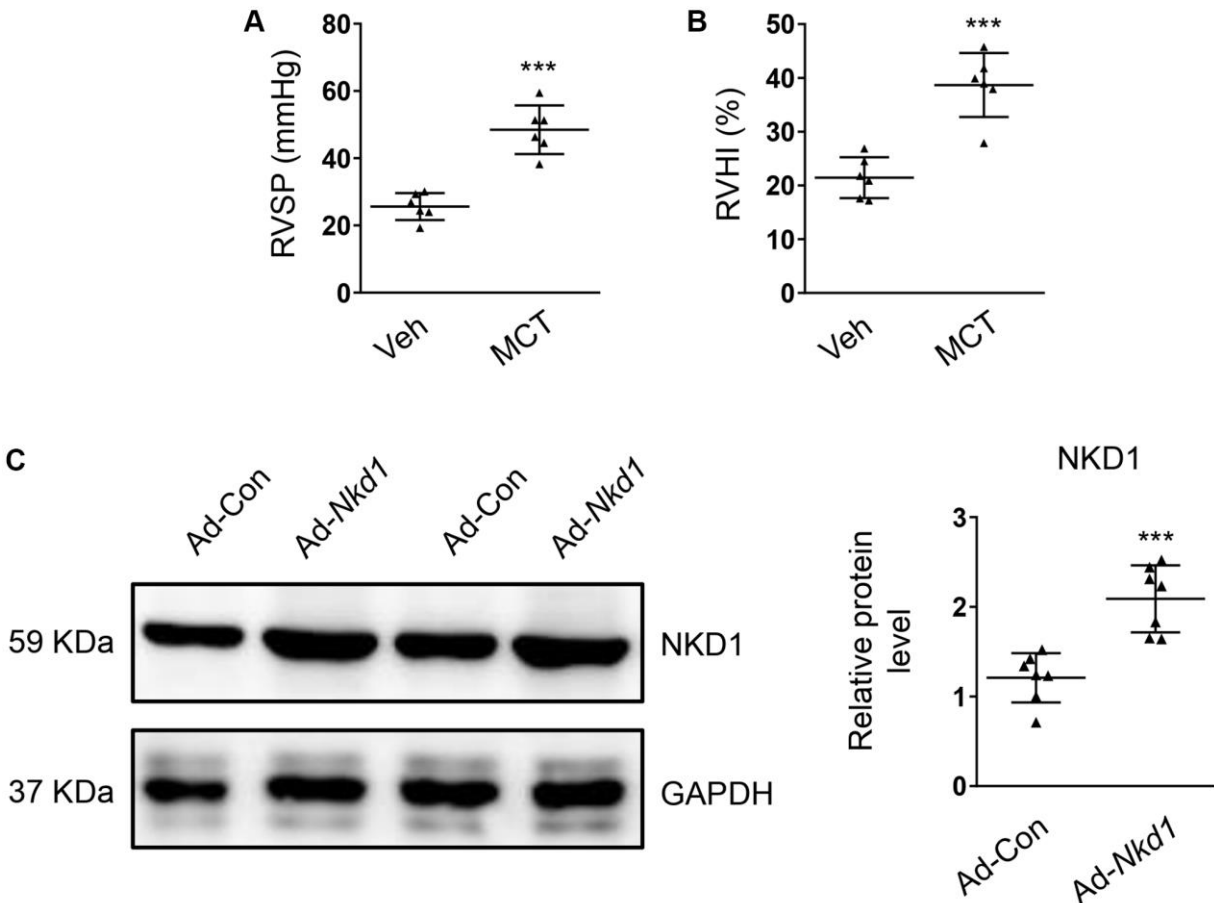 A
RVSP (mmHg)
80
60
40
20
0
***
Veh
MCT
B
RVHI (%)
50
40
30
20
10
0
***
Veh
MCT
C
Ad-Con
Ad-Nkd1
Ad-Con
Ad-Nkd1
59 KDa
NKD1
37 KDa
GAPDH
NKD1
Relative protein
level
3
2
1
0
***
Ad-Con
Ad-Nkd1